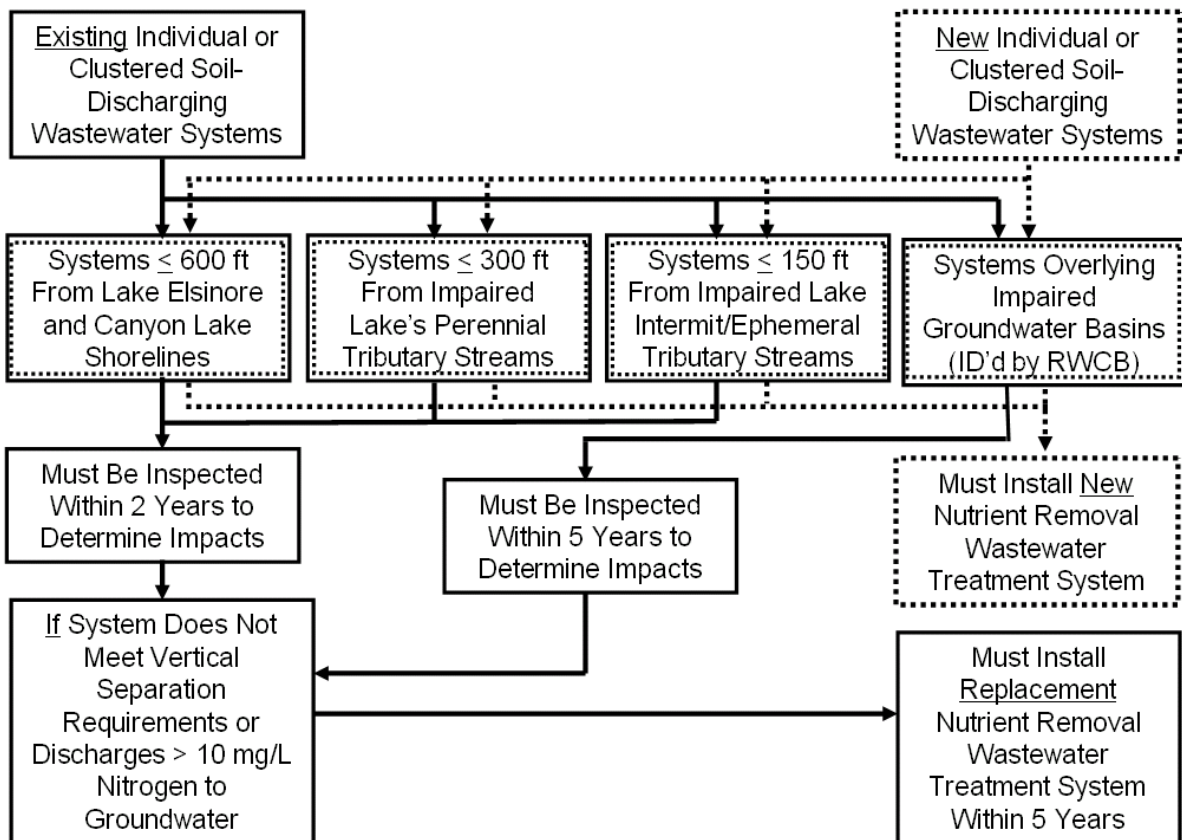 Existing Individual or
Clustered Soil-
Discharging
Wastewater Systems
New Individual or
Clustered Soil-
Discharging
Wastewater Systems
Systems ≤ 600 ft
From Lake Elsinore
and Canyon Lake
Shorelines
Systems ≤ 300 ft
From Impaired
Lake's Perennial
Tributary Streams
Systems ≤ 150 ft
From Impaired Lake
Intermit/Ephemeral
Tributary Streams
Systems Overlying
Impaired
Groundwater Basins
(ID'd by RWCB)
Must Be Inspected
Within 2 Years to
Determine Impacts
Must Be Inspected
Within 5 Years to
Determine Impacts
Must Install New
Nutrient Removal
Wastewater
Treatment System
If System Does Not
Meet Vertical
Separation
Requirements or
Discharges > 10 mg/L
Nitrogen to
Groundwater
Must Install
Replacement
Nutrient Removal
Wastewater
Treatment System
Within 5 Years